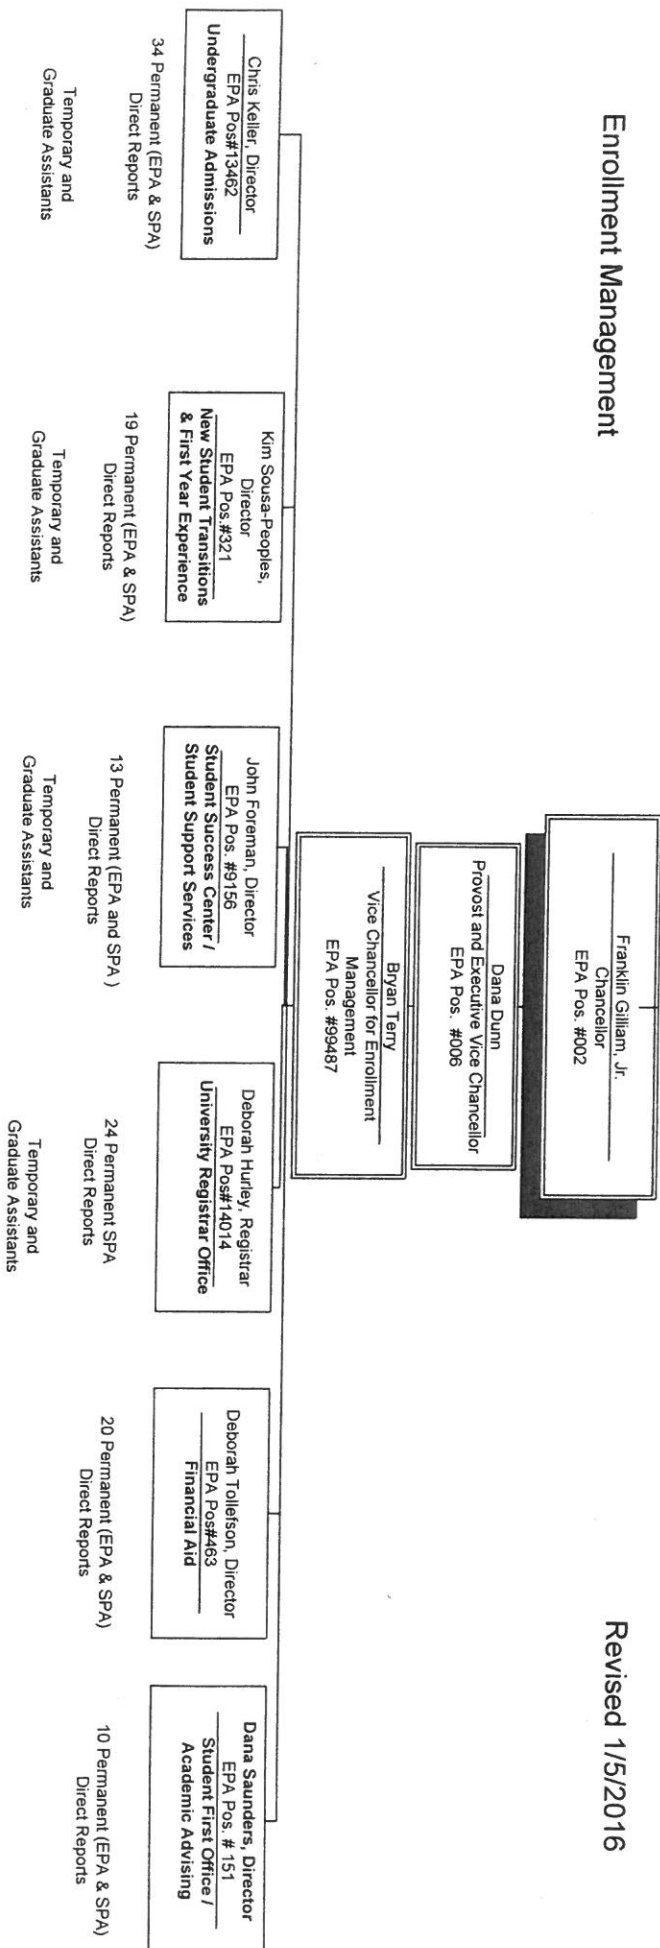 Enrollment Management
Revised 1/5/2016
Franklin Gilliam, Jr.
Chancellor
EPA Pos. #002
Dana Dunn
Provost and Executive Vice Chancellor
EPA Pos. #006
Bryan Terry
Vice Chancellor for Enrollment
Management
EPA Pos. #99487
Chris Keller, Director
EPA Pos#13462
Undergraduate Admissions
34 Permanent (EPA & SPA)
Direct Reports
Temporary and
Graduate Assistants
Kim Sousa-Peoples,
Director
EPA Pos.#321
New Student Transitions
& First Year Experience
19 Permanent (EPA & SPA)
Direct Reports
Temporary and
Graduate Assistants
John Foreman, Director
EPA Pos. #9156
Student Success Center /
Student Support Services
13 Permanent (EPA and SPA )
Direct Reports
Temporary and
Graduate Assistants
Deborah Hurley, Registrar
EPA Pos#14014
University Registrar Office
24 Permanent SPA
Direct Reports
Temporary and
Graduate Assistants
Deborah Tollefson, Director
EPA Pos#463
Financial Aid
20 Permanent (EPA & SPA)
Direct Reports
Dana Saunders, Director
EPA Pos. # 151
Student First Office /
Academic Advising
10 Permanent (EPA & SPA)
Direct Reports